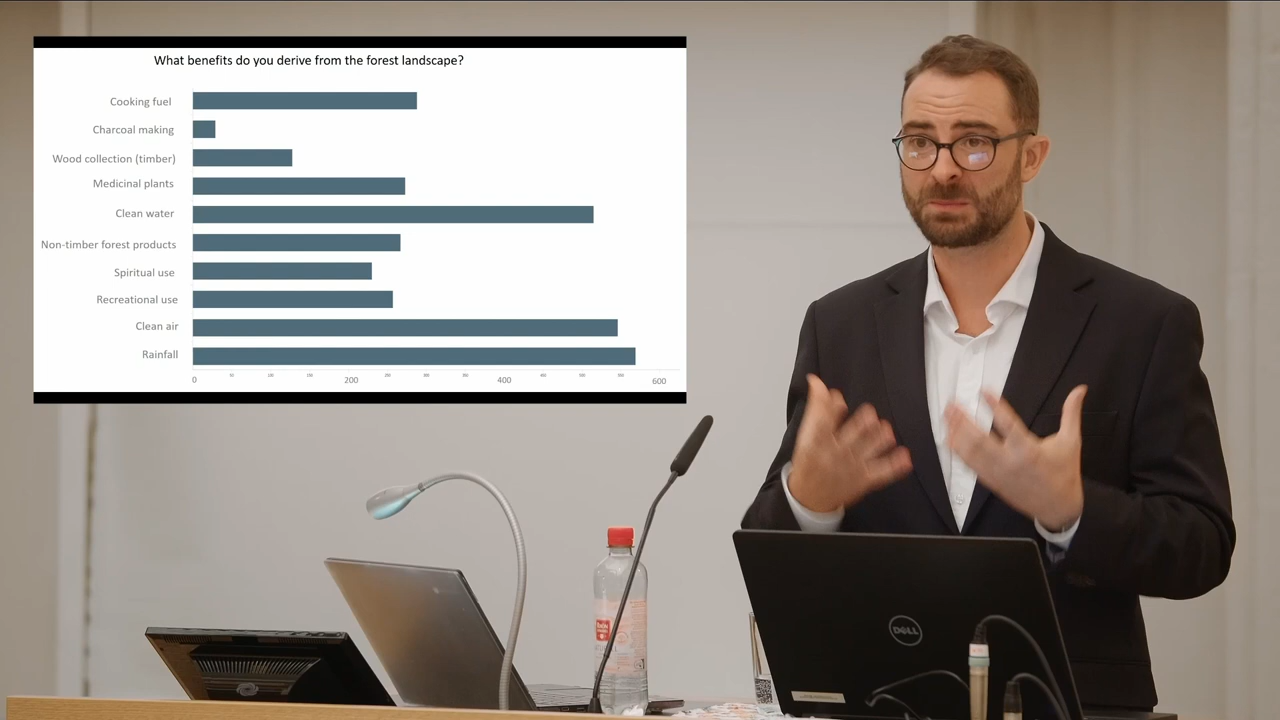 What benefits do you derive from the forest landscape?
Cooking fuel
Charcoal making
Wood collection (timber)
Medicinal plants
Clean water
Non-timber forest products
Spiritual use
Recreational use
Clean air
Rainfall
0 200 400 600
DELL